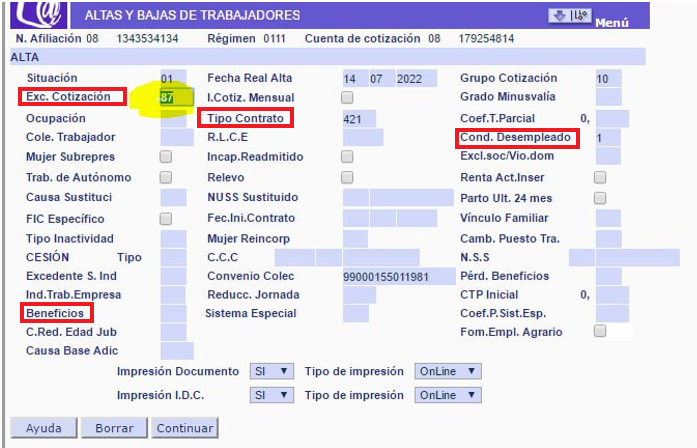 ALTAS Y BAJAS DE TRABAJADORES
Menú
N. Afiliación 08 1343534134 Régimen 0111 Cuenta de cotización 08 179254814
ALTA
Situación 01 Fecha Real Alta 14 07 2022 Grupo Cotización 10
Exc. Cotización 87 I.Cotiz. Mensual Grado Minusvalía
Ocupación Tipo Contrato 421 Coef.T.Parcial 0,
Cole. Trabajador R.L.C.E Cond. Desempleado 1
Mujer Subrepres Incap.Readmitido Excl.soc/Vio.dom
Trab. de Autónomo Relevo Renta Act.Inser
Causa Sustituci NUSS Sustituido Parto Ult. 24 mes
FIC Específico Fec.Ini.Contrato Vínculo Familiar
Tipo Inactividad Mujer Reincorp Camb. Puesto Tra.
CESIÓN Tipo C.C.C N.S.S
Excedente S. Ind Convenio Colec 99000155011981 Pérd. Beneficios
Ind.Trab.Empresa Reducc. Jornada CTP Inicial 0,
Beneficios Sistema Especial Coef.P.Sist.Esp.
C.Red. Edad Jub Fom.Empl. Agrario
Causa Base Adic
Impresión Documento SI Tipo de impresión OnLine
Impresión I.D.C. SI Tipo de impresión OnLine
Ayuda Borrar Continuar